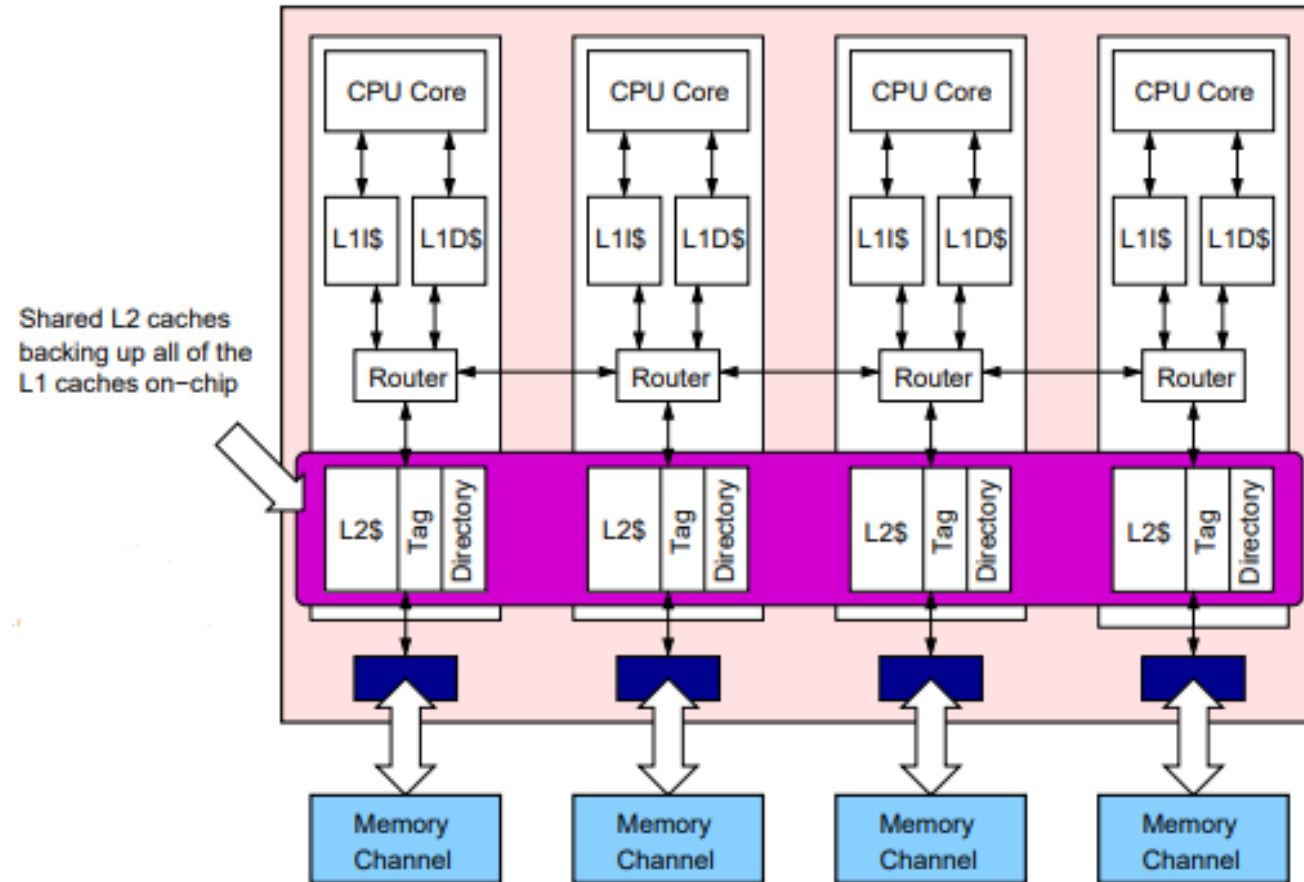 CPU Core
CPU Core
CPU Core
CPU Core
L1I$
L1D$
L1I$
L1D$
L1I$
L1D$
L1I$
L1D$
Shared L2 caches
backing up all of the
L1 caches on−chip
Router
Router
Router
Router
L2$
Tag
Directory
L2$
Tag
Directory
L2$
Tag
Directory
L2$
Tag
Directory
Memory
Channel
Memory
Channel
Memory
Channel
Memory
Channel